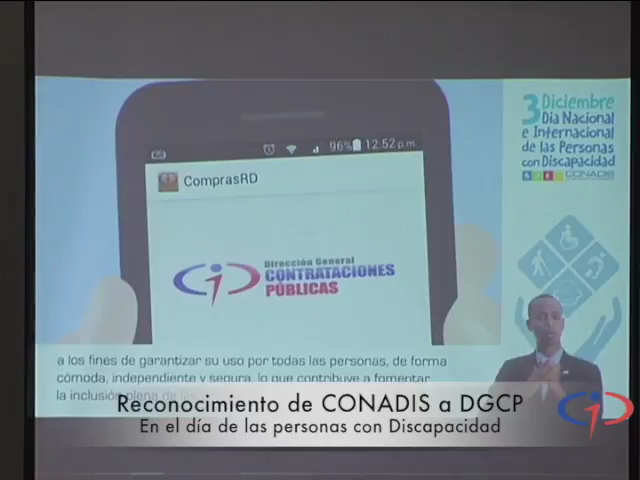 3 Diciembre
Día Nacional
e Internacional
de las Personas
con Discapacidad
CONADIS
96% 12:52 p.m
ComprasRD
Dirección General
CONTRATACIONES
PÚBLICAS
a los fines de garantizar su uso por todas las personas, de forma
cómoda, independiente y segura, lo que contribuye a fomentar
la inclusión plena de
Reconocimiento de CONADIS a DGCP
En el día de las personas con Discapacidad